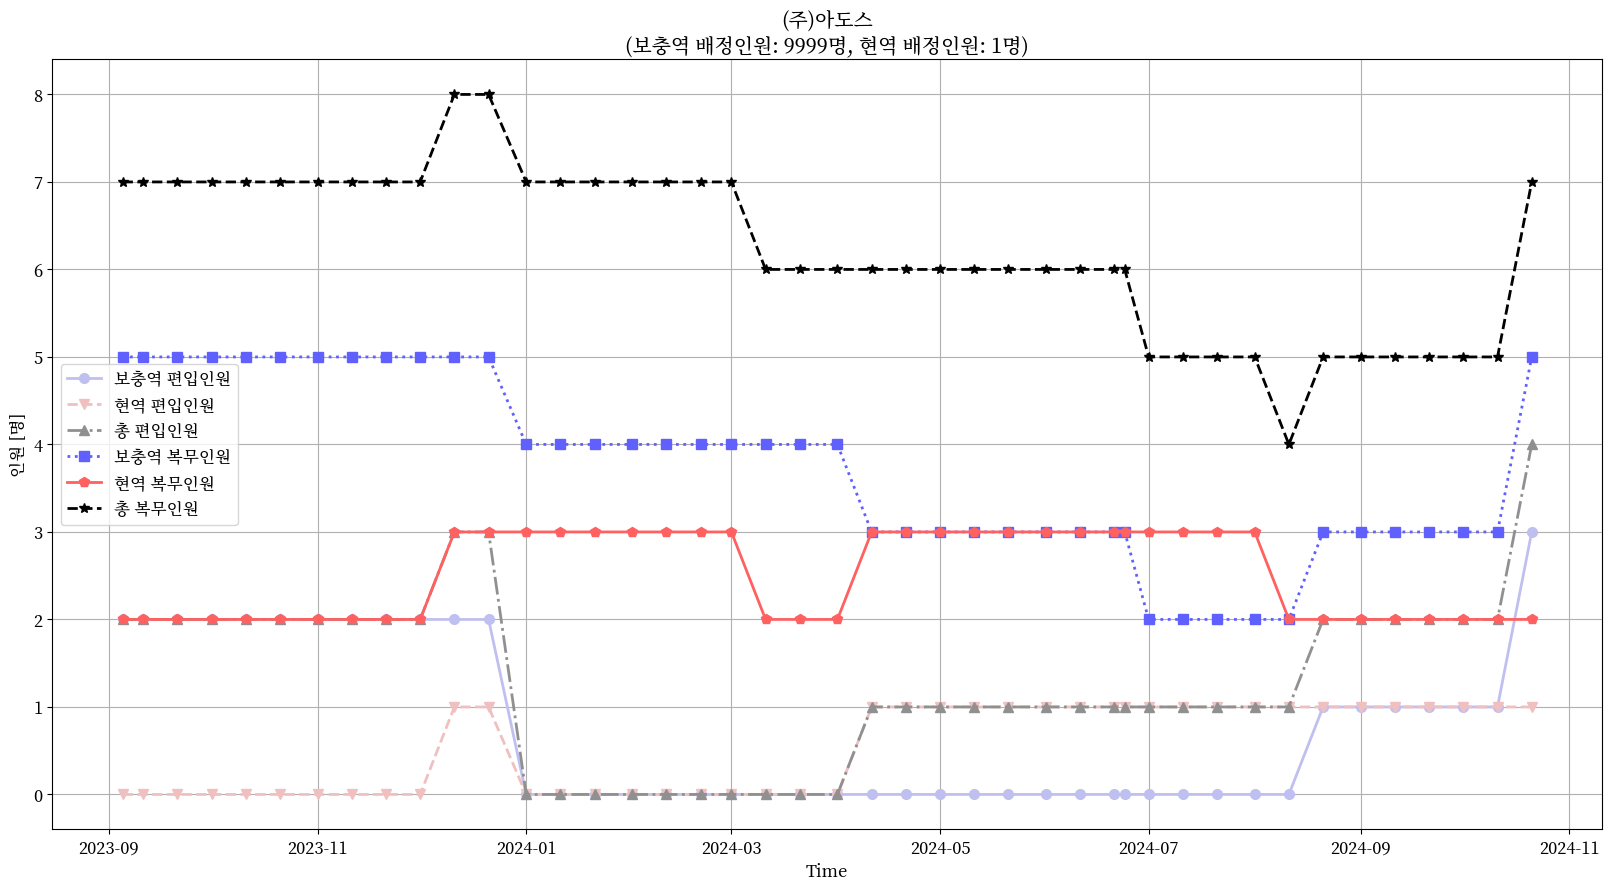 (주)아도스
(보충역 배정인원: 9999명, 현역 배정인원: 1명)
인원 [명]
8
7
6
5
4
3
2
1
0
보충역 편입인원
현역 편입인원
총 편입인원
보충역 복무인원
현역 복무인원
총 복무인원
2023-09
2023-11
2024-01
2024-03
2024-05
2024-07
2024-09
2024-11
Time